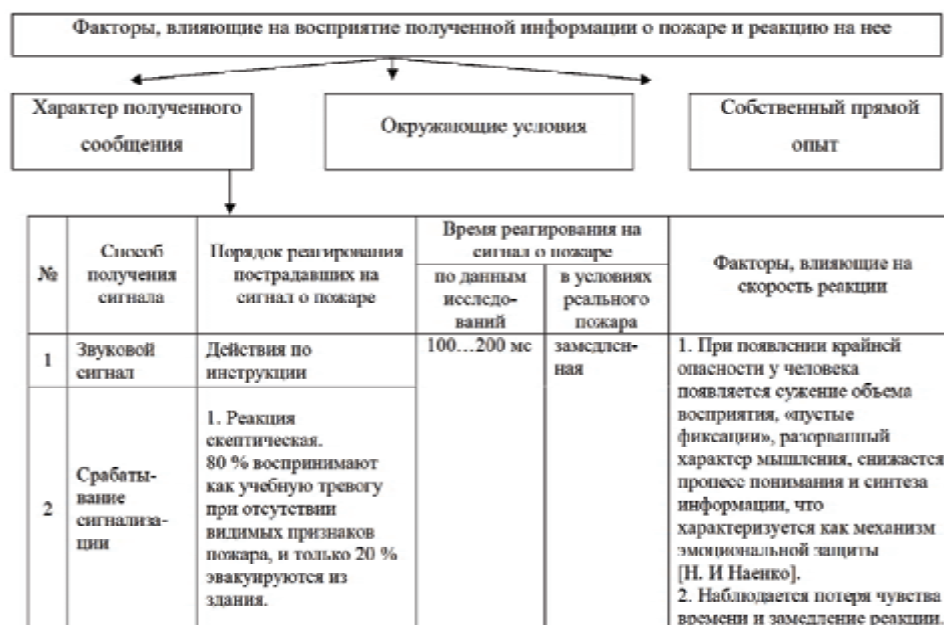 Факторы, влияющие на восприятие полученной информации о пожаре и реакцию на нее
Характер полученного
сообщения
Окружающие условия
Собственный прямой
опыт
№
Способ
получения
сигнала
Порядок реагирования
пострадавших на
сигнал о пожаре
Время реагирования на
сигнал о пожаре
по данным
исследо-
ваний
в условиях
реального
пожара
Факторы, влияющие на
скорость реакции
1
Звуковой
сигнал
Действия по
инструкции
100...200 мс
замедлен-
ная
2
Срабаты-
вание
сигнализа-
ции
1. Реакция
скептическая.
80 % воспринимают
как учебную тревогу
при отсутствии
видимых признаков
пожара, и только 20 %
эвакуируются из
здания.
1. При появлении крайней
опасности у человека
появляется сужение объема
восприятия, «пустые
фиксации», разорванный
характер мышления, снижается
процесс понимания и синтеза
информации, что
характеризуется как механизм
эмоциональной защиты
[Н. И Наенко].
2. Наблюдается потеря чувства
времени и замедление реакции.